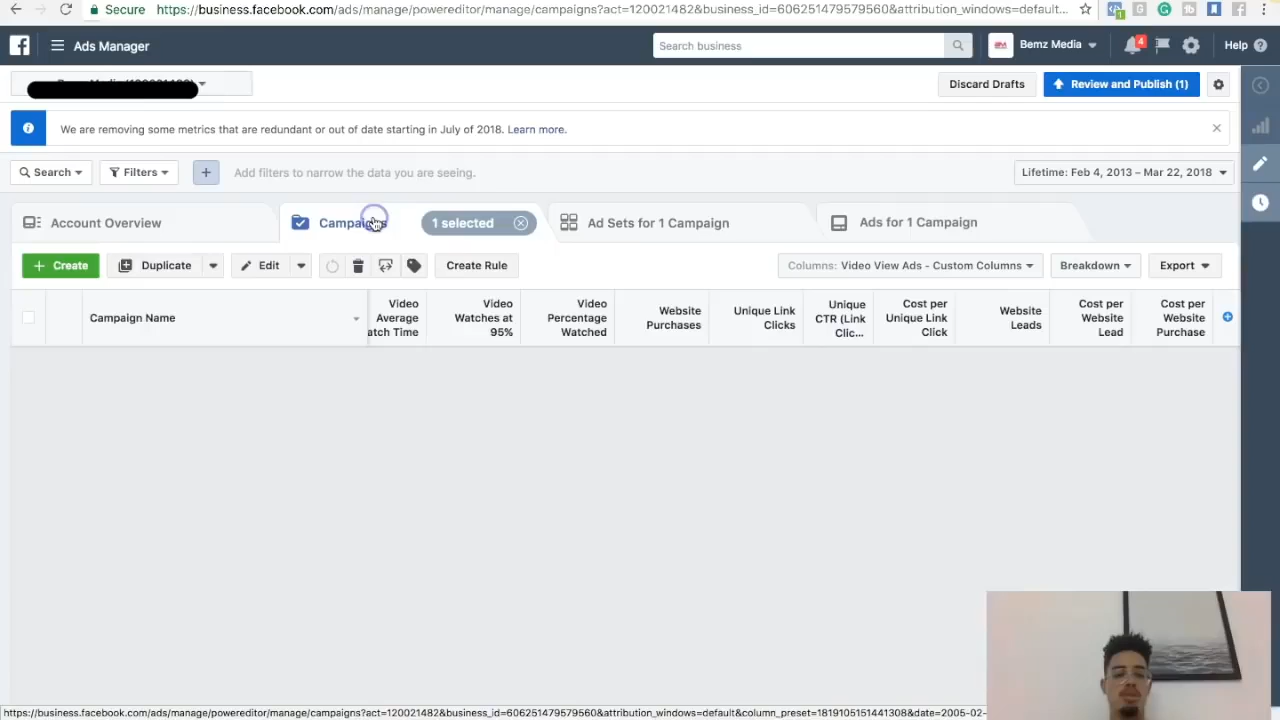 Secure https://business.facebook.com/ads/manage/powereditor/manage/campaigns?act=120021482&business_id=606251479579560&attribution_windows=default...
Ads Manager
Search business
Bemz Media
4
Help
Discard Drafts
Review and Publish (1)
We are removing some metrics that are redundant or out of date starting in July of 2018. Learn more.
Search
Filters
Add filters to narrow the data you are seeing.
Lifetime: Feb 4, 2013 – Mar 22, 2018
Account Overview
Campaigns
1 selected
Ad Sets for 1 Campaign
Ads for 1 Campaign
+ Create
Duplicate
Edit
Create Rule
Columns: Video View Ads - Custom Columns
Breakdown
Export
Campaign Name
Video
Average
atch Time
Video
Watches at
95%
Video
Percentage
Watched
Website
Purchases
Unique Link
Clicks
Unique
CTR (Link
Clic...
Cost per
Unique Link
Click
Website
Leads
Cost per
Website
Lead
Cost per
Website
Purchase
https://business.facebook.com/ads/manage/powereditor/manage/campaigns?act=120021482&business_id=606251479579560&attribution_windows=default&column_preset=1819105151441308&date=2005-02-